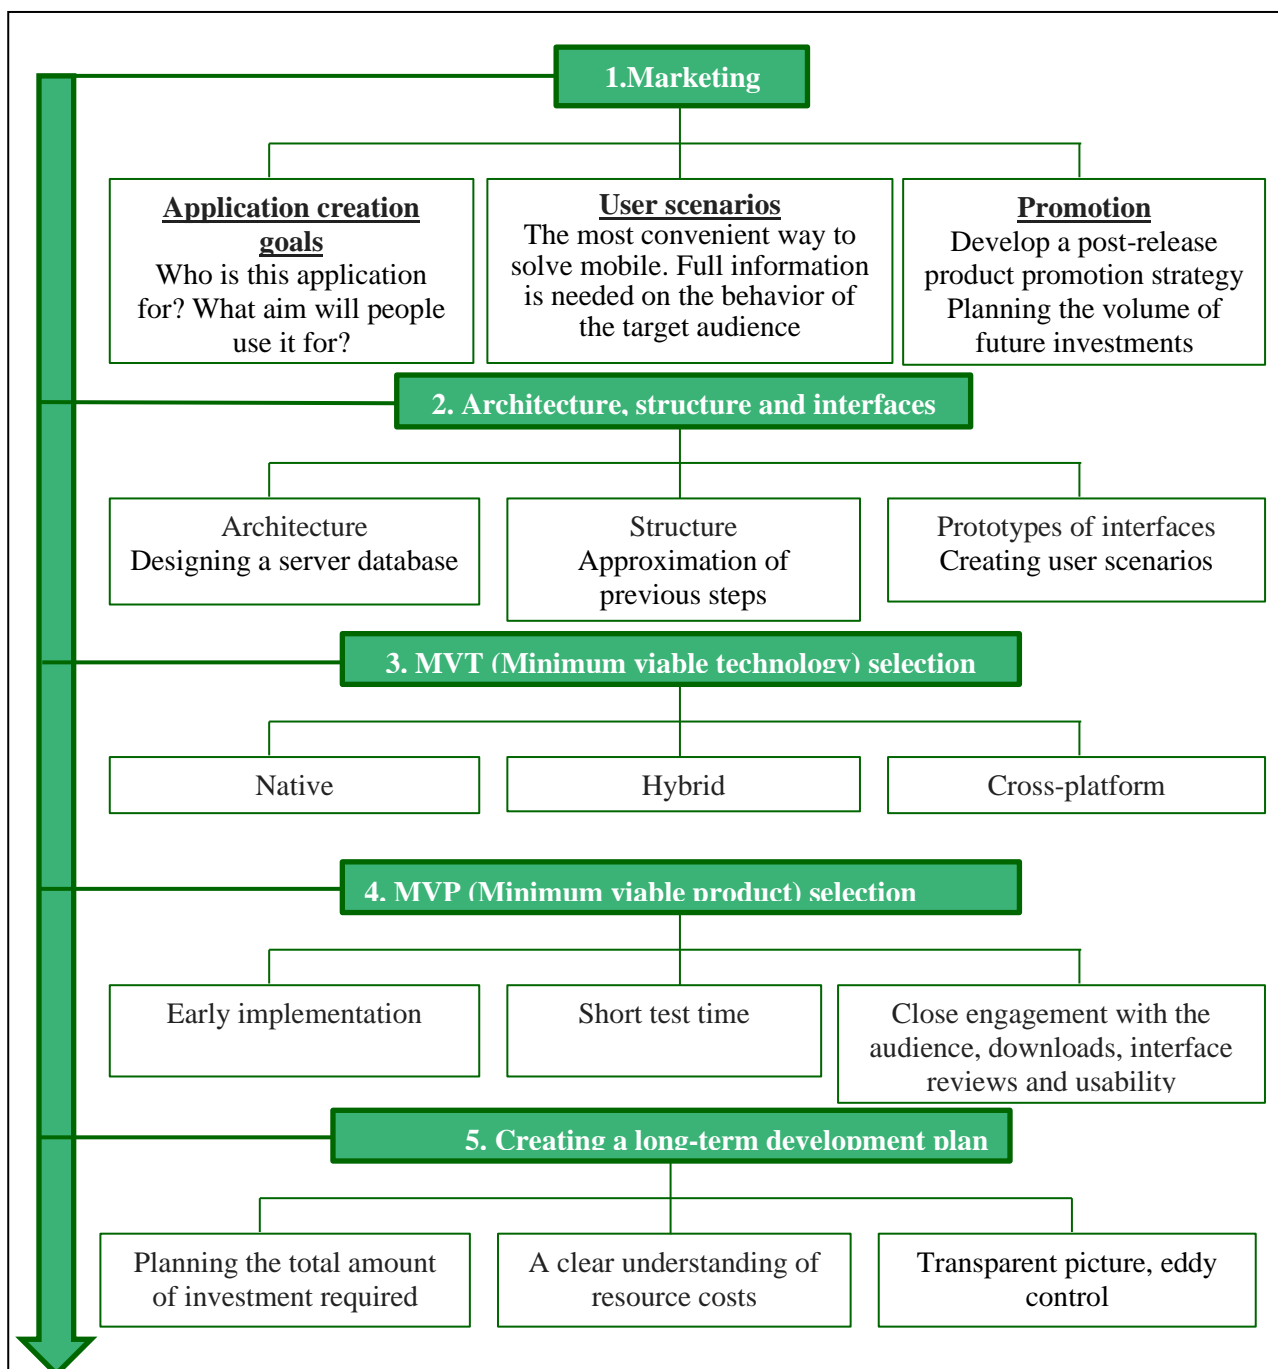 1.Marketing
Application creation
goals
Who is this application
for? What aim will people
use it for?
User scenarios
The most convenient way to
solve mobile. Full information
is needed on the behavior of
the target audience
Promotion
Develop a post-release
product promotion strategy
Planning the volume of
future investments
2. Architecture, structure and interfaces
Architecture
Designing a server database
Structure
Approximation of
previous steps
Prototypes of interfaces
Creating user scenarios
3. MVT (Minimum viable technology) selection
Native
Hybrid
Cross-platform
4. MVP (Minimum viable product) selection
Early implementation
Short test time
Close engagement with the
audience, downloads, interface
reviews and usability
5. Creating a long-term development plan
Planning the total amount
of investment required
A clear understanding of
resource costs
Transparent picture, eddy
control